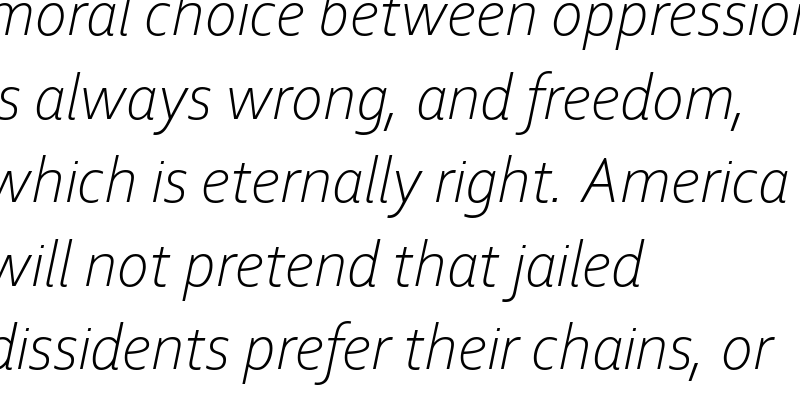 moral choice between oppression
is always wrong, and freedom,
which is eternally right. America
will not pretend that jailed
dissidents prefer their chains, or